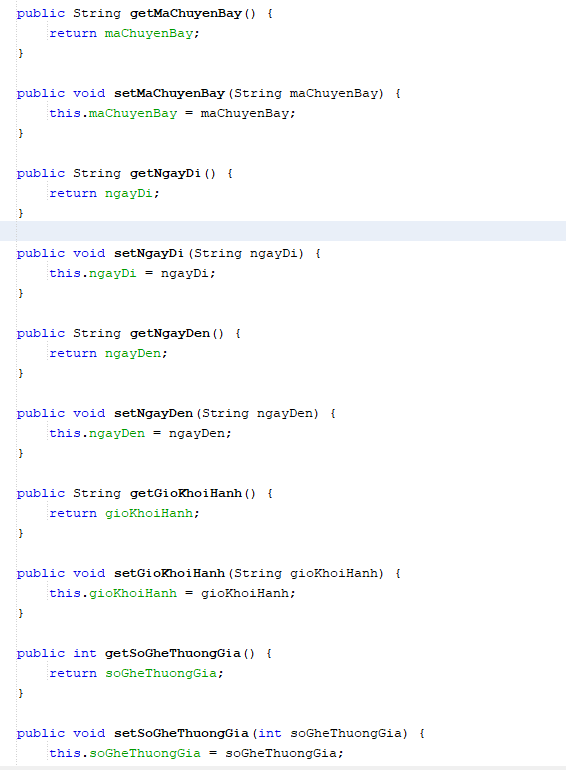 public String getMaChuyenBay() {
return maChuyenBay;
}
public void setMaChuyenBay(String maChuyenBay) {
this.maChuyenBay = maChuyenBay;
}
public String getNgayDi() {
return ngayDi;
}
public void setNgayDi(String ngayDi) {
this.ngayDi = ngayDi;
}
public String getNgayDen() {
return ngayDen;
}
public void setNgayDen(String ngayDen) {
this.ngayDen = ngayDen;
}
public String getGioKhoiHanh() {
return gioKhoiHanh;
}
public void setGioKhoiHanh(String gioKhoiHanh) {
this.gioKhoiHanh = gioKhoiHanh;
}
public int getSoGheThuongGia() {
return soGheThuongGia;
}
public void setSoGheThuongGia(int soGheThuongGia) {
this.soGheThuongGia = soGheThuongGia;